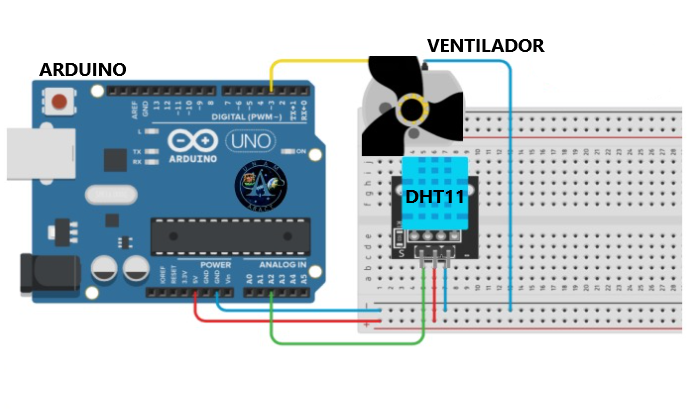 VENTILADOR
ARDUINO
AREF
GND
13
12
~11
~10
~9
8
7
~6
~5
4
~3
2
TX▸1
RX◂0
DIGITAL (PWM~)
L
TX
RX
UNO
ON
ARDUINO
DHT11
S
-
POWER
ANALOG IN
IOREF
RESET
3.3V
5V
GND
GND
Vin
A0
A1
A2
A3
A4
A5
j
i
h
g
f
e
d
c
b
a
-
+